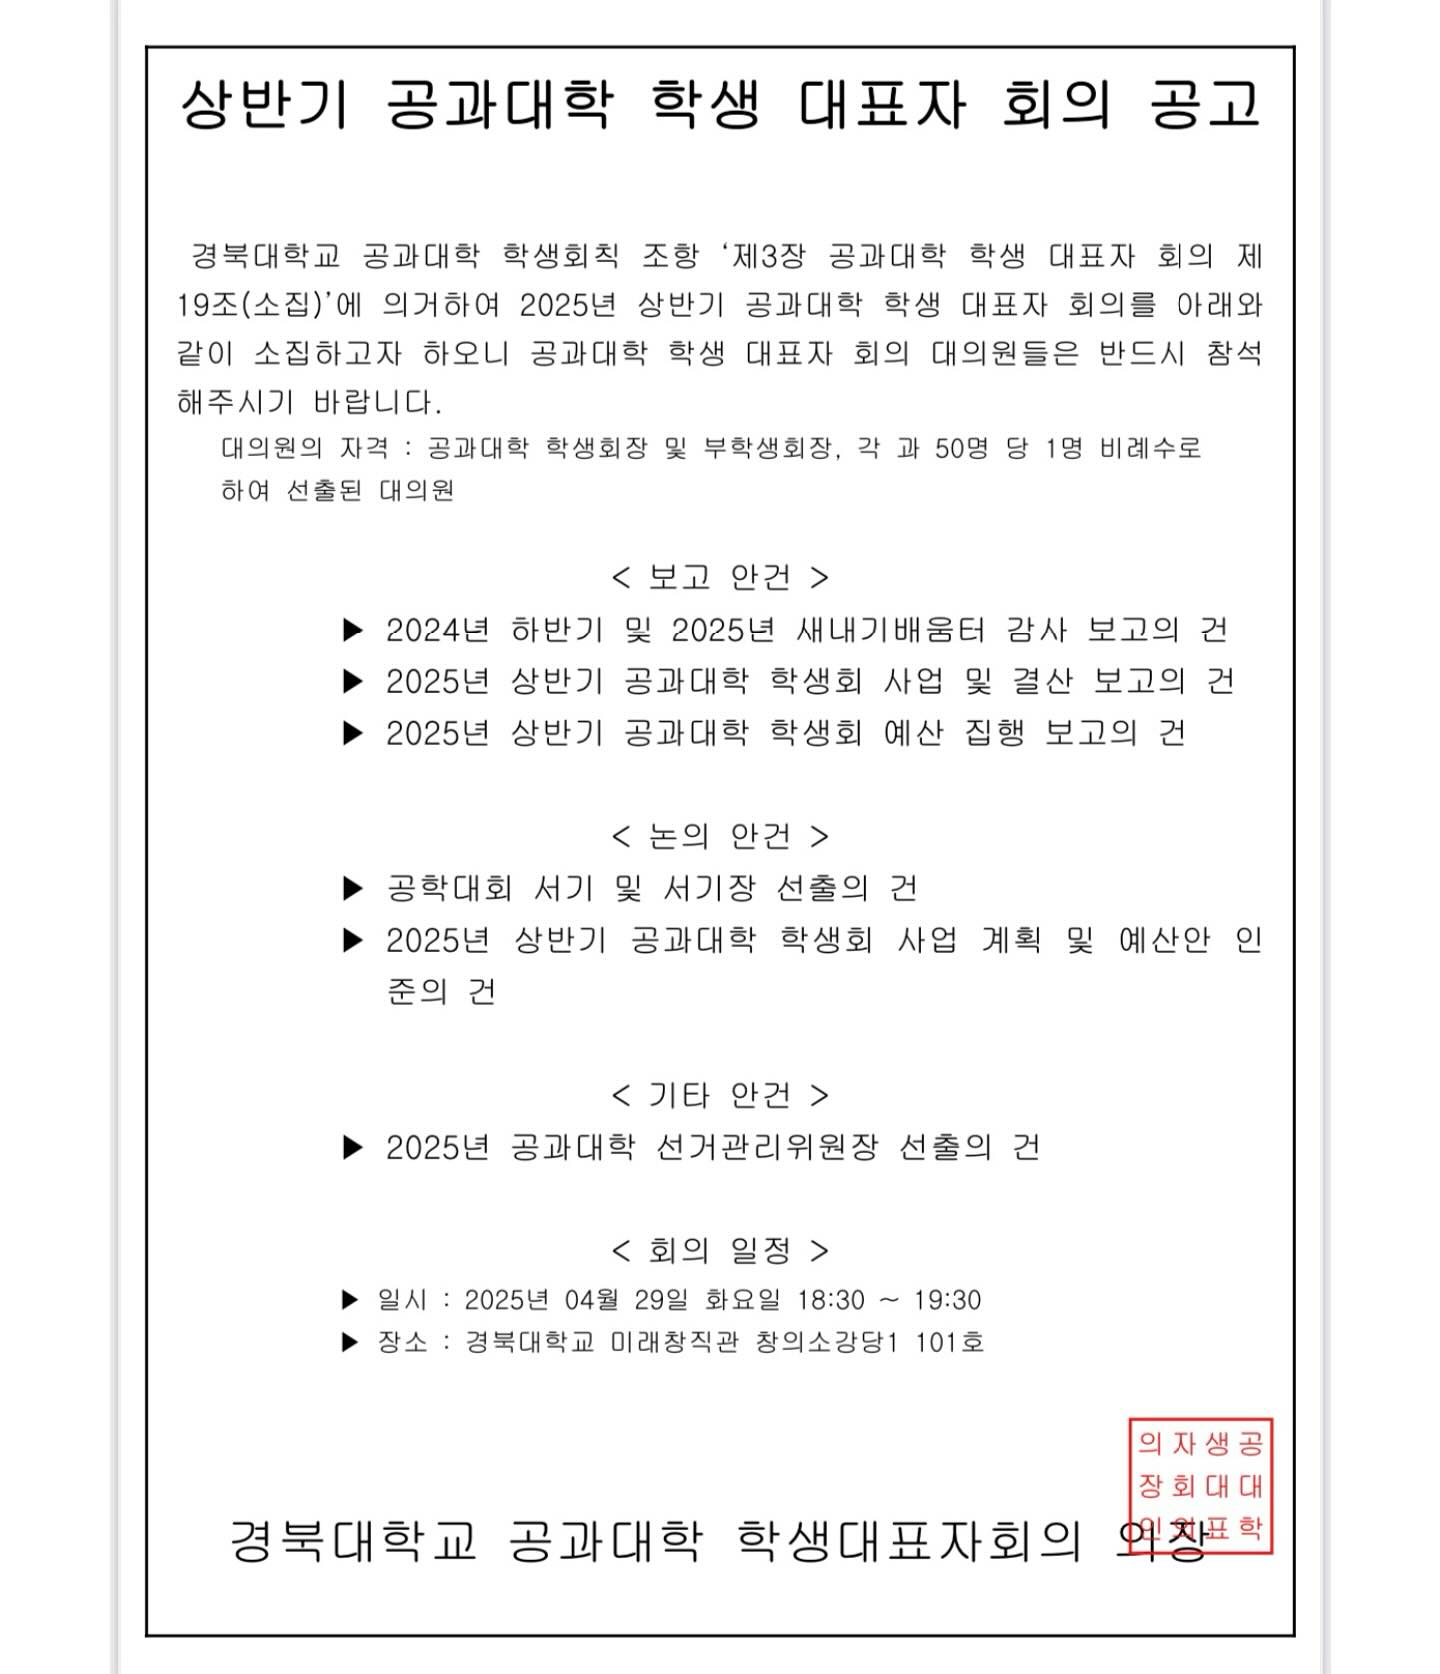 상반기 공과대학 학생 대표자 회의 공고
경북대학교 공과대학 학생회칙 조항 ‘제3장 공과대학 학생 대표자 회의 제
19조(소집)’에 의거하여 2025년 상반기 공과대학 학생 대표자 회의를 아래와
같이 소집하고자 하오니 공과대학 학생 대표자 회의 대의원들은 반드시 참석
해주시기 바랍니다.
대의원의 자격 : 공과대학 학생회장 및 부학생회장, 각 과 50명 당 1명 비례수로
하여 선출된 대의원
< 보고 안건 >
▶ 2024년 하반기 및 2025년 새내기배움터 감사 보고의 건
▶ 2025년 상반기 공과대학 학생회 사업 및 결산 보고의 건
▶ 2025년 상반기 공과대학 학생회 예산 집행 보고의 건
< 논의 안건 >
▶ 공학대회 서기 및 서기장 선출의 건
▶ 2025년 상반기 공과대학 학생회 사업 계획 및 예산안 인
준의 건
< 기타 안건 >
▶ 2025년 공과대학 선거관리위원장 선출의 건
< 회의 일정 >
▶ 일시 : 2025년 04월 29일 화요일 18:30 ~ 19:30
▶ 장소 : 경북대학교 미래창직관 창의소강당1 101호
경북대학교 공과대학 학생대표자회의 의장
의자생공
장회대대
인의표학